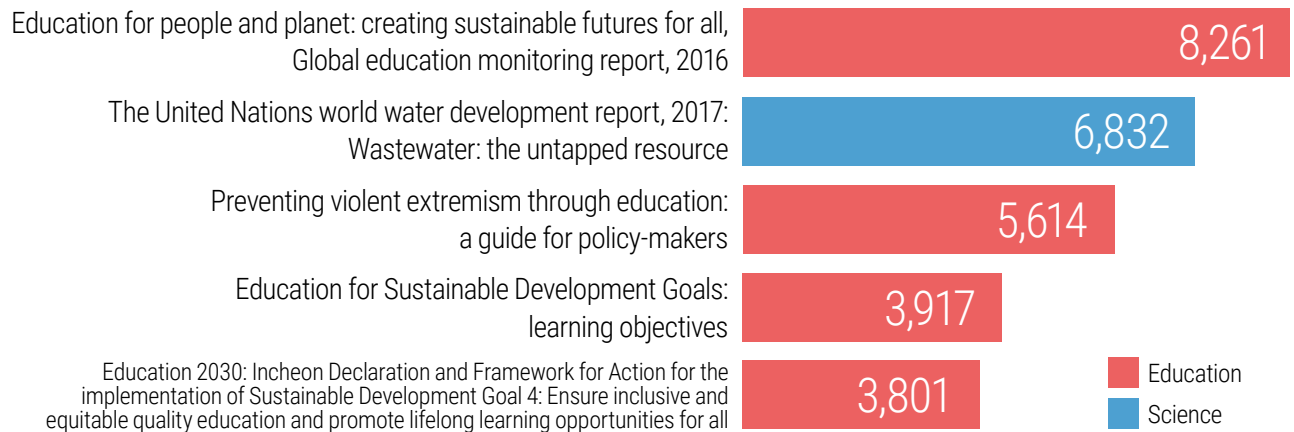 Education for people and planet: creating sustainable futures for all,
Global education monitoring report, 2016
8,261
The United Nations world water development report, 2017:
Wastewater: the untapped resource
6,832
Preventing violent extremism through education:
a guide for policy-makers
5,614
Education for Sustainable Development Goals:
learning objectives
3,917
Education 2030: Incheon Declaration and Framework for Action for the
implementation of Sustainable Development Goal 4: Ensure inclusive and
equitable quality education and promote lifelong learning opportunities for all
3,801
Education
Science